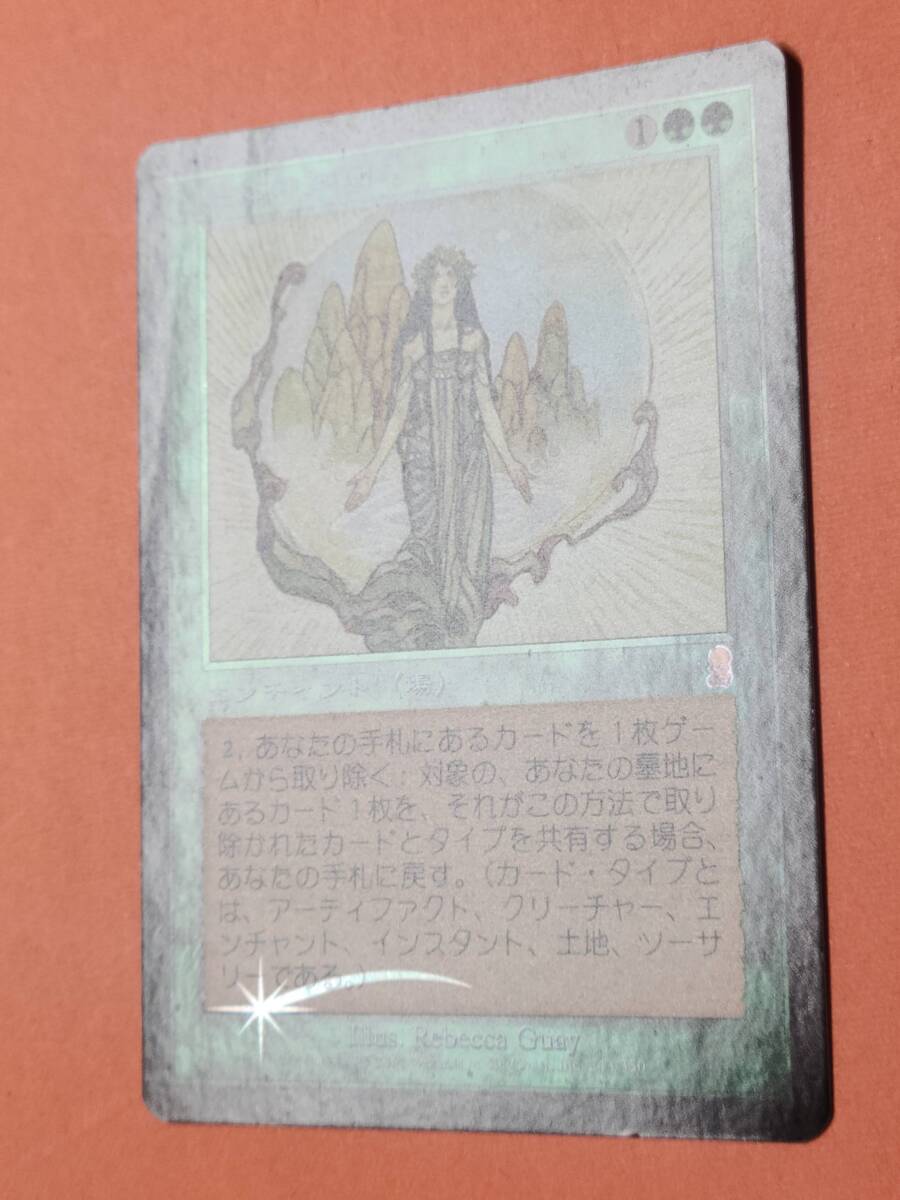 1
エンチャント（場）
2, あなたの手札にあるカードを１枚ゲー
ムから取り除く：対象の、あなたの墓地に
あるカード１枚を、それがこの方法で取り
除かれたカードとタイプを共有する場合、
あなたの手札に戻す。（カード・タイプと
は、アーティファクト、クリーチャー、エ
ンチャント、インスタント、土地、ソーサ
リーである。）
Illus. Rebecca Guay